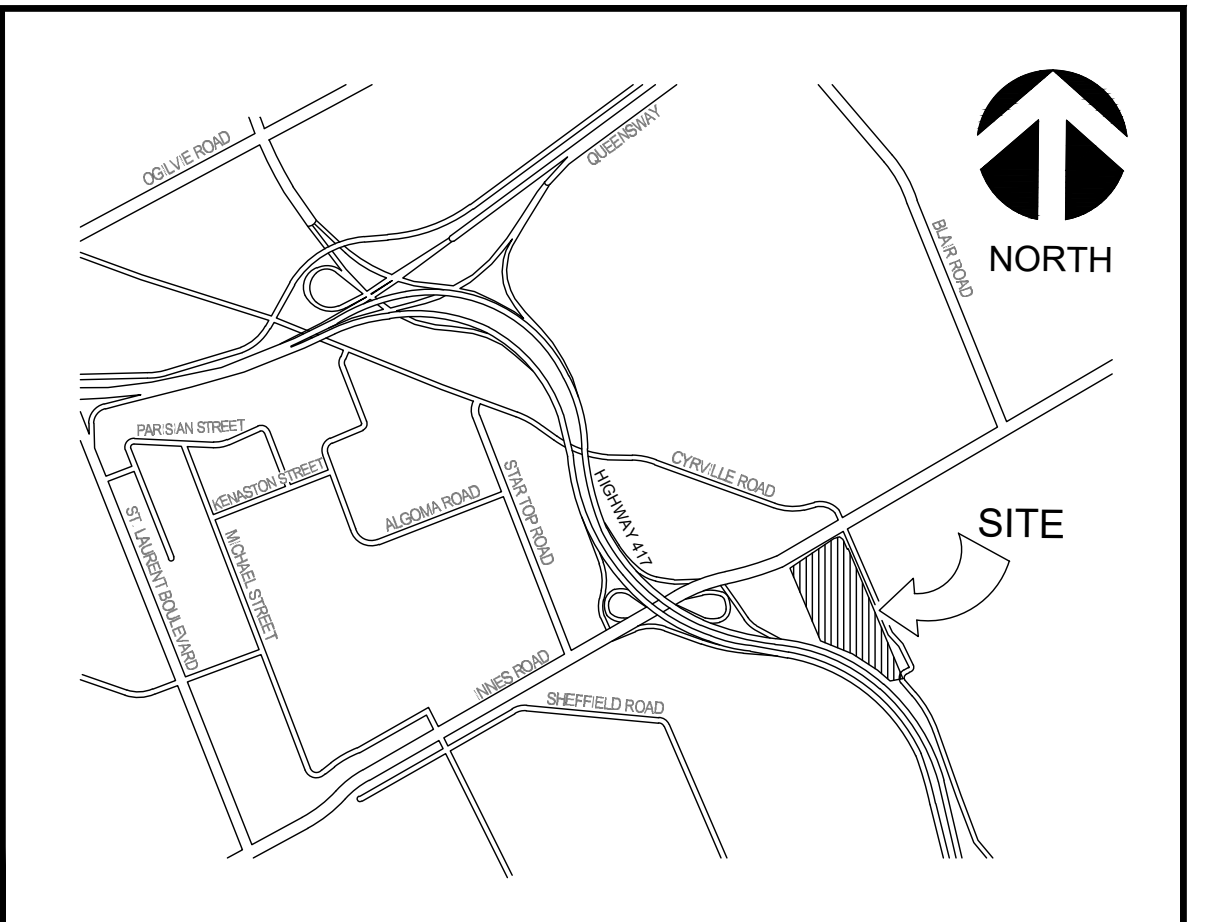 OGILVIE ROAD
QUEENSWAY
BLAIR ROAD
NORTH
PARISIAN STREET
KENASTON STREET
ALGOMA ROAD
STAR TOP ROAD
HIGHWAY 417
CYRVILLE ROAD
SITE
ST. LAURENT BOULEVARD
MICHAEL STREET
INNES ROAD
SHEFFIELD ROAD